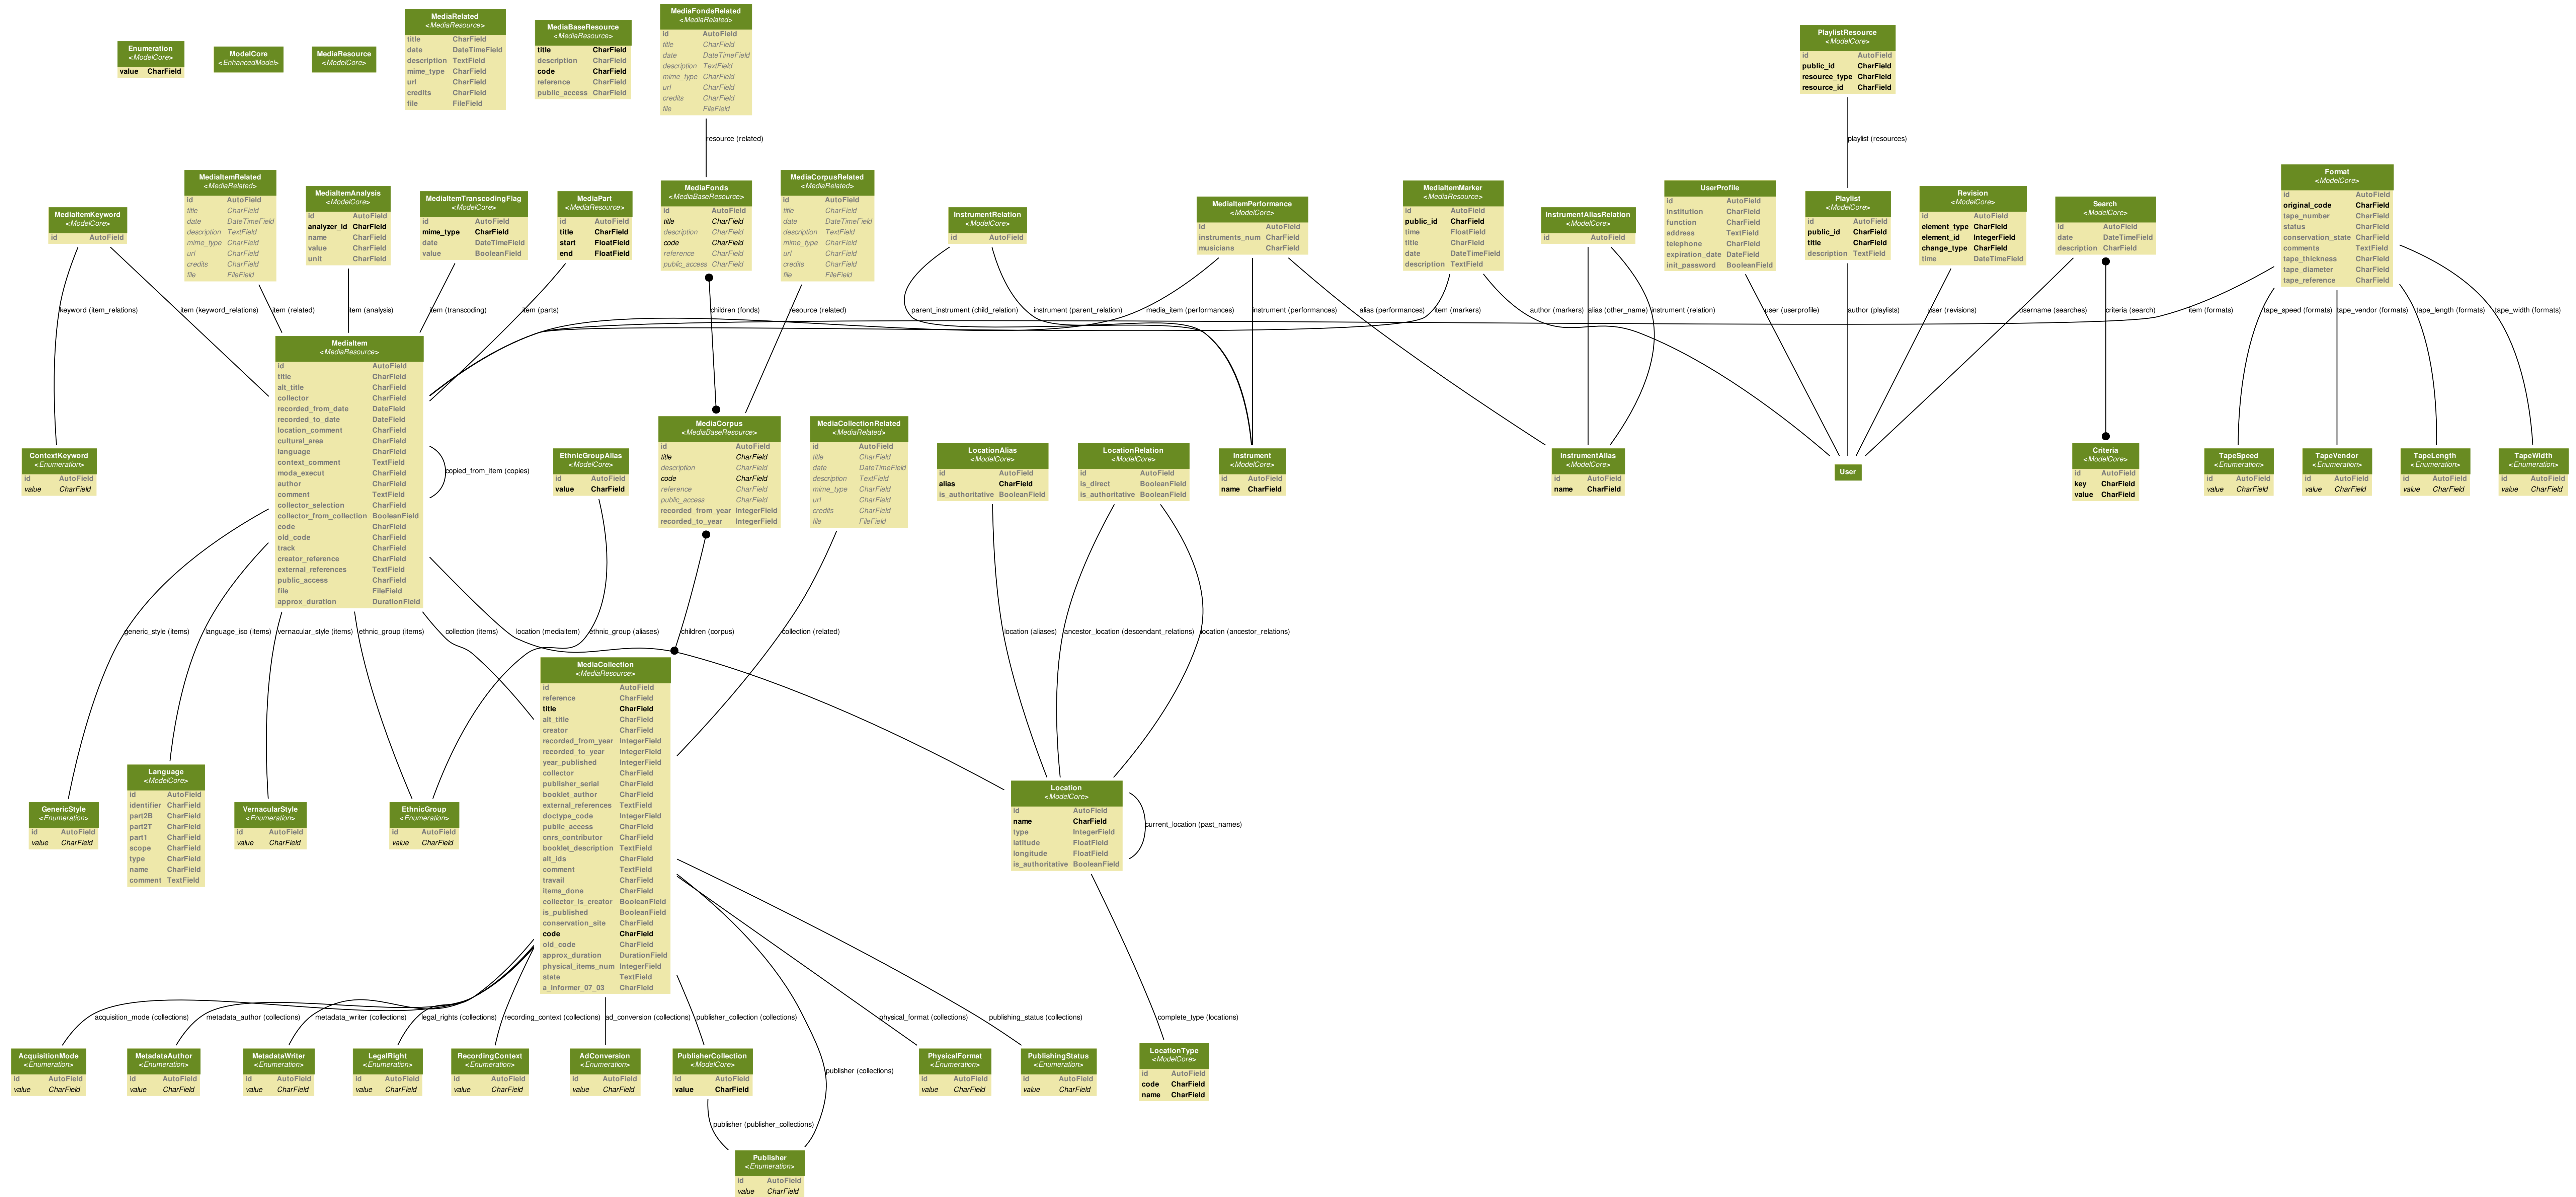 Enumeration
<ModelCore>
value CharField
ModelCore
<EnhancedModel>
MediaResource
<ModelCore>
MediaRelated
<MediaResource>
title CharField
date DateTimeField
description TextField
mime_type CharField
url CharField
credits CharField
file FileField
MediaBaseResource
<MediaResource>
title CharField
description CharField
code CharField
reference CharField
public_access CharField
MediaFondsRelated
<MediaRelated>
id AutoField
title CharField
date DateTimeField
description TextField
mime_type CharField
url CharField
credits CharField
file FileField
PlaylistResource
<ModelCore>
id AutoField
public_id CharField
resource_type CharField
resource_id CharField
resource (related)
playlist (resources)
MediaItemKeyword
<ModelCore>
id AutoField
MediaItemRelated
<MediaRelated>
id AutoField
title CharField
date DateTimeField
description TextField
mime_type CharField
url CharField
credits CharField
file FileField
MediaItemAnalysis
<ModelCore>
id AutoField
analyzer_id CharField
name CharField
value CharField
unit CharField
MediaItemTranscodingFlag
<ModelCore>
id AutoField
mime_type CharField
date DateTimeField
value BooleanField
MediaPart
<MediaResource>
id AutoField
title CharField
start FloatField
end FloatField
MediaFonds
<MediaBaseResource>
id AutoField
title CharField
description CharField
code CharField
reference CharField
public_access CharField
MediaCorpusRelated
<MediaRelated>
id AutoField
title CharField
date DateTimeField
description TextField
mime_type CharField
url CharField
credits CharField
file FileField
InstrumentRelation
<ModelCore>
id AutoField
MediaItemPerformance
<ModelCore>
id AutoField
instruments_num CharField
musicians CharField
MediaItemMarker
<MediaResource>
id AutoField
public_id CharField
time FloatField
title CharField
date DateTimeField
description TextField
InstrumentAliasRelation
<ModelCore>
id AutoField
UserProfile
id AutoField
institution CharField
function CharField
address TextField
telephone CharField
expiration_date DateField
init_password BooleanField
Playlist
<ModelCore>
id AutoField
public_id CharField
title CharField
description TextField
Revision
<ModelCore>
id AutoField
element_type CharField
element_id IntegerField
change_type CharField
time DateTimeField
Search
<ModelCore>
id AutoField
date DateTimeField
description CharField
Format
<ModelCore>
id AutoField
original_code CharField
tape_number CharField
status CharField
conservation_state CharField
comments TextField
tape_thickness CharField
tape_diameter CharField
tape_reference CharField
keyword (item_relations)
item (keyword_relations)
item (related)
item (analysis)
item (transcoding)
item (parts)
children (fonds)
resource (related)
parent_instrument (child_relation)
instrument (parent_relation)
media_item (performances)
instrument (performances)
alias (performances)
item (markers)
author (markers)
alias (other_name)
instrument (relation)
user (userprofile)
author (playlists)
user (revisions)
username (searches)
criteria (search)
item (formats)
tape_speed (formats)
tape_vendor (formats)
tape_length (formats)
tape_width (formats)
MediaItem
<MediaResource>
id AutoField
title CharField
alt_title CharField
collector CharField
recorded_from_date DateField
recorded_to_date DateField
location_comment CharField
cultural_area CharField
language CharField
context_comment TextField
moda_execut CharField
author CharField
comment TextField
collector_selection CharField
collector_from_collection BooleanField
code CharField
old_code CharField
track CharField
creator_reference CharField
external_references TextField
public_access CharField
file FileField
approx_duration DurationField
copied_from_item (copies)
ContextKeyword
<Enumeration>
id AutoField
value CharField
EthnicGroupAlias
<ModelCore>
id AutoField
value CharField
MediaCorpus
<MediaBaseResource>
id AutoField
title CharField
description CharField
code CharField
reference CharField
public_access CharField
recorded_from_year IntegerField
recorded_to_year IntegerField
MediaCollectionRelated
<MediaRelated>
id AutoField
title CharField
date DateTimeField
description TextField
mime_type CharField
url CharField
credits CharField
file FileField
LocationAlias
<ModelCore>
id AutoField
alias CharField
is_authoritative BooleanField
LocationRelation
<ModelCore>
id AutoField
is_direct BooleanField
is_authoritative BooleanField
Instrument
<ModelCore>
id AutoField
name CharField
InstrumentAlias
<ModelCore>
id AutoField
name CharField
User
Criteria
<ModelCore>
id AutoField
key CharField
value CharField
TapeSpeed
<Enumeration>
id AutoField
value CharField
TapeVendor
<Enumeration>
id AutoField
value CharField
TapeLength
<Enumeration>
id AutoField
value CharField
TapeWidth
<Enumeration>
id AutoField
value CharField
generic_style (items)
language_iso (items)
vernacular_style (items)
ethnic_group (items)
collection (items)
location (mediaitem)
ethnic_group (aliases)
children (corpus)
collection (related)
location (aliases)
ancestor_location (descendant_relations)
location (ancestor_relations)
MediaCollection
<MediaResource>
id AutoField
reference CharField
title CharField
alt_title CharField
creator CharField
recorded_from_year IntegerField
recorded_to_year IntegerField
year_published IntegerField
collector CharField
publisher_serial CharField
booklet_author CharField
external_references TextField
doctype_code IntegerField
public_access CharField
cnrs_contributor CharField
booklet_description TextField
alt_ids CharField
comment TextField
travail CharField
items_done CharField
collector_is_creator BooleanField
is_published BooleanField
conservation_site CharField
code CharField
old_code CharField
approx_duration DurationField
physical_items_num IntegerField
state TextField
a_informer_07_03 CharField
GenericStyle
<Enumeration>
id AutoField
value CharField
Language
<ModelCore>
id AutoField
identifier CharField
part2B CharField
part2T CharField
part1 CharField
scope CharField
type CharField
name CharField
comment TextField
VernacularStyle
<Enumeration>
id AutoField
value CharField
EthnicGroup
<Enumeration>
id AutoField
value CharField
Location
<ModelCore>
id AutoField
name CharField
type IntegerField
latitude FloatField
longitude FloatField
is_authoritative BooleanField
current_location (past_names)
acquisition_mode (collections)
metadata_author (collections)
metadata_writer (collections)
legal_rights (collections)
recording_context (collections)
ad_conversion (collections)
publisher_collection (collections)
physical_format (collections)
publishing_status (collections)
complete_type (locations)
AcquisitionMode
<Enumeration>
id AutoField
value CharField
MetadataAuthor
<Enumeration>
id AutoField
value CharField
MetadataWriter
<Enumeration>
id AutoField
value CharField
LegalRight
<Enumeration>
id AutoField
value CharField
RecordingContext
<Enumeration>
id AutoField
value CharField
AdConversion
<Enumeration>
id AutoField
value CharField
PublisherCollection
<ModelCore>
id AutoField
value CharField
publisher (collections)
PhysicalFormat
<Enumeration>
id AutoField
value CharField
PublishingStatus
<Enumeration>
id AutoField
value CharField
LocationType
<ModelCore>
id AutoField
code CharField
name CharField
publisher (publisher_collections)
Publisher
<Enumeration>
id AutoField
value CharField